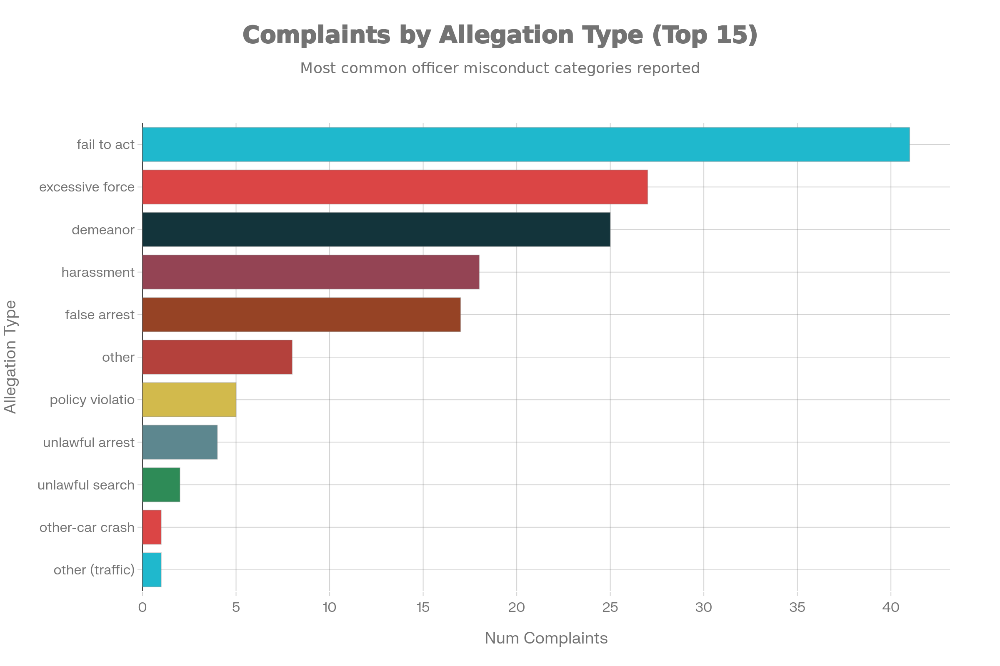 Complaints by Allegation Type (Top 15)
Most common officer misconduct categories reported
Allegation Type
fail to act
excessive force
demeanor
harassment
false arrest
other
policy violatio
unlawful arrest
unlawful search
other-car crash
other (traffic)
0 5 10 15 20 25 30 35 40
Num Complaints